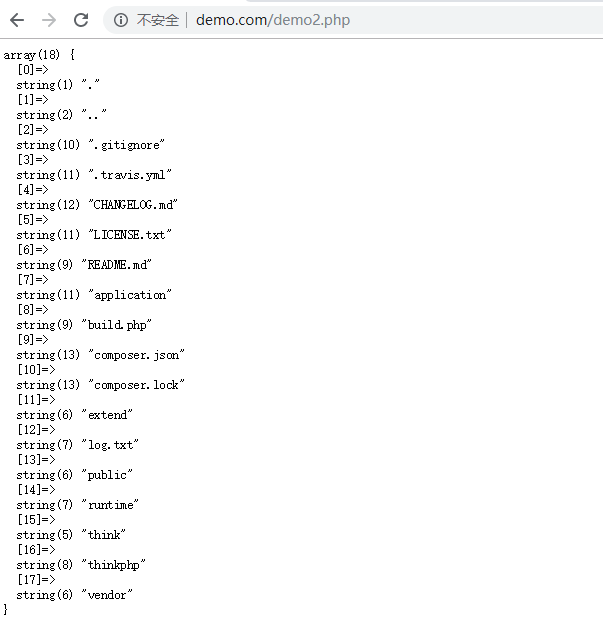 不安全 | demo.com/demo2.php
array(18) {
  [0]=>
  string(1) "."
  [1]=>
  string(2) ".."
  [2]=>
  string(10) ".gitignore"
  [3]=>
  string(11) ".travis.yml"
  [4]=>
  string(12) "CHANGELOG.md"
  [5]=>
  string(11) "LICENSE.txt"
  [6]=>
  string(9) "README.md"
  [7]=>
  string(11) "application"
  [8]=>
  string(9) "build.php"
  [9]=>
  string(13) "composer.json"
  [10]=>
  string(13) "composer.lock"
  [11]=>
  string(6) "extend"
  [12]=>
  string(7) "log.txt"
  [13]=>
  string(6) "public"
  [14]=>
  string(7) "runtime"
  [15]=>
  string(5) "think"
  [16]=>
  string(8) "thinkphp"
  [17]=>
  string(6) "vendor"
}